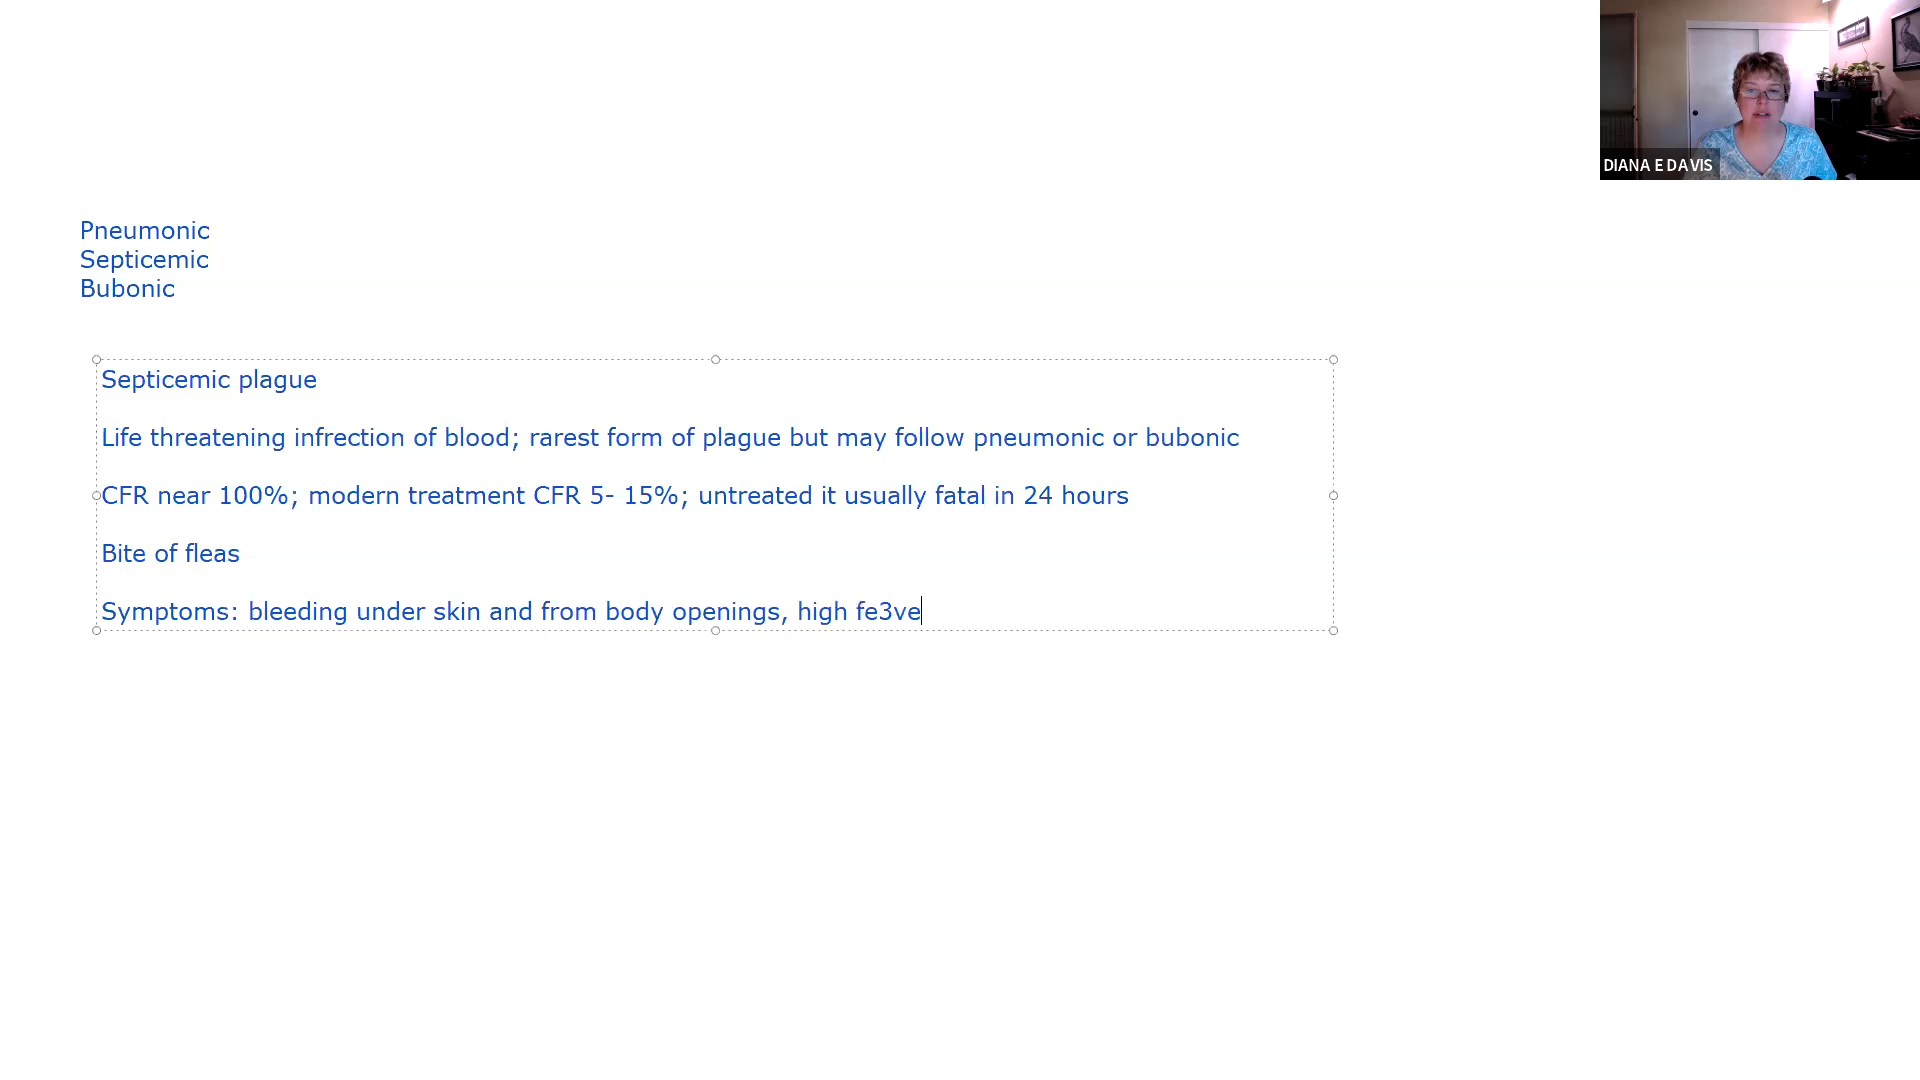 DIANA E DAVIS
Pneumonic
Septicemic
Bubonic
Septicemic plague
Life threatening infrection of blood; rarest form of plague but may follow pneumonic or bubonic
CFR near 100%; modern treatment CFR 5- 15%; untreated it usually fatal in 24 hours
Bite of fleas
Symptoms: bleeding under skin and from body openings, high fe3ve